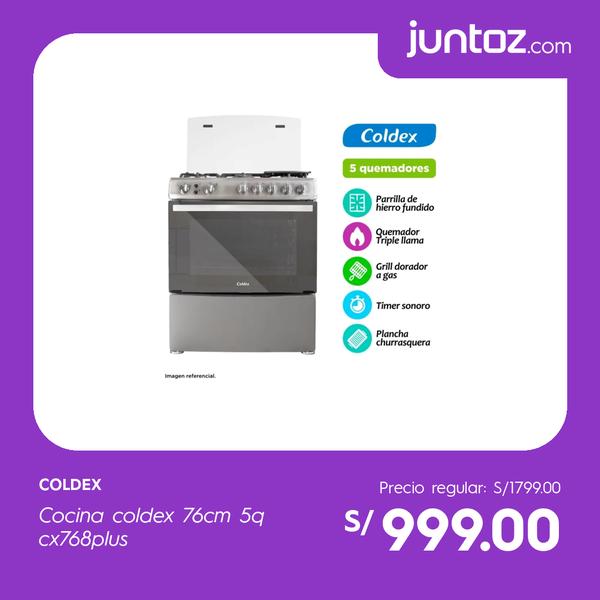 juntoz.com
Coldex
5 quemadores
Parrilla de
hierro fundido
Quemador
Triple llama
Grill dorador
a gas
Timer sonoro
Plancha
churrasquera
Coldex
Imagen referencial.
COLDEX
Cocina coldex 76cm 5q
cx768plus
Precio regular: S/1799.00
S/ 999.00